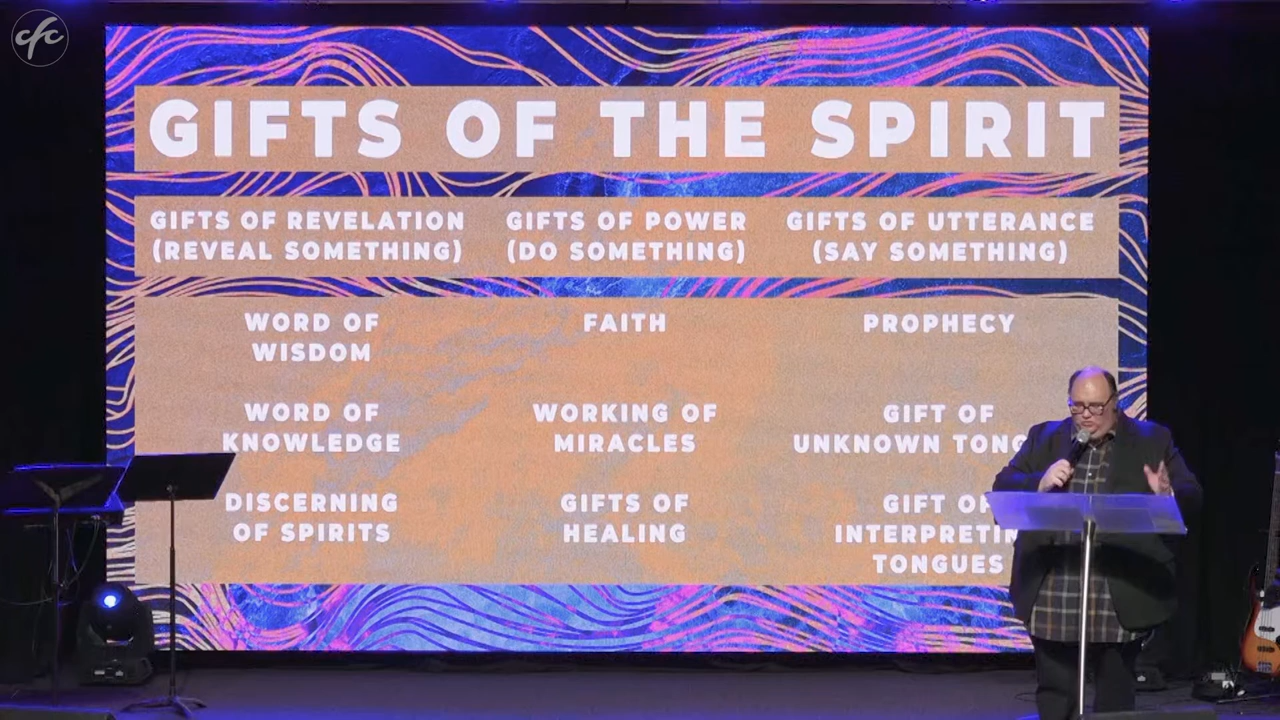 cfc
GIFTS OF THE SPIRIT
GIFTS OF REVELATION
(REVEAL SOMETHING)
GIFTS OF POWER
(DO SOMETHING)
GIFTS OF UTTERANCE
(SAY SOMETHING)
WORD OF
WISDOM
FAITH
PROPHECY
WORD OF
KNOWLEDGE
WORKING OF
MIRACLES
GIFT OF
UNKNOWN
DISCERNING
OF SPIRITS
GIFTS OF
HEALING
GIFT OF
TONGUES